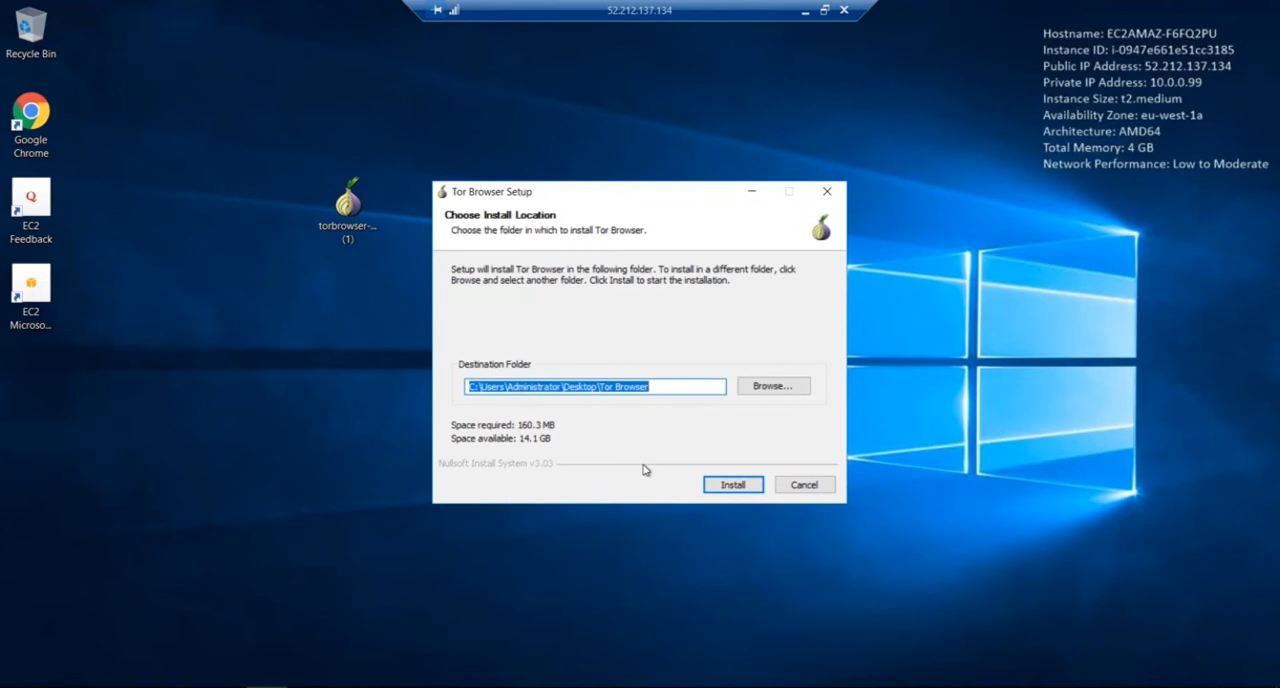 52.212.137.134
Hostname: EC2AMAZ-F6FQ2PU
Instance ID: i-0947e661e51cc3185
Public IP Address: 52.212.137.134
Private IP Address: 10.0.0.99
Instance Size: t2.medium
Availability Zone: eu-west-1a
Architecture: AMD64
Total Memory: 4 GB
Network Performance: Low to Moderate
Recycle Bin
Google
Chrome
EC2
Feedback
EC2
Microso...
torbrowser-...
(1)
Tor Browser Setup
Choose Install Location
Choose the folder in which to install Tor Browser.
Setup will install Tor Browser in the following folder. To install in a different folder, click
Browse and select another folder. Click Install to start the installation.
Destination Folder
C:\Users\Administrator\Desktop\Tor Browser
Browse...
Space required: 160.3 MB
Space available: 14.1 GB
Nullsoft Install System v3.03
Install
Cancel